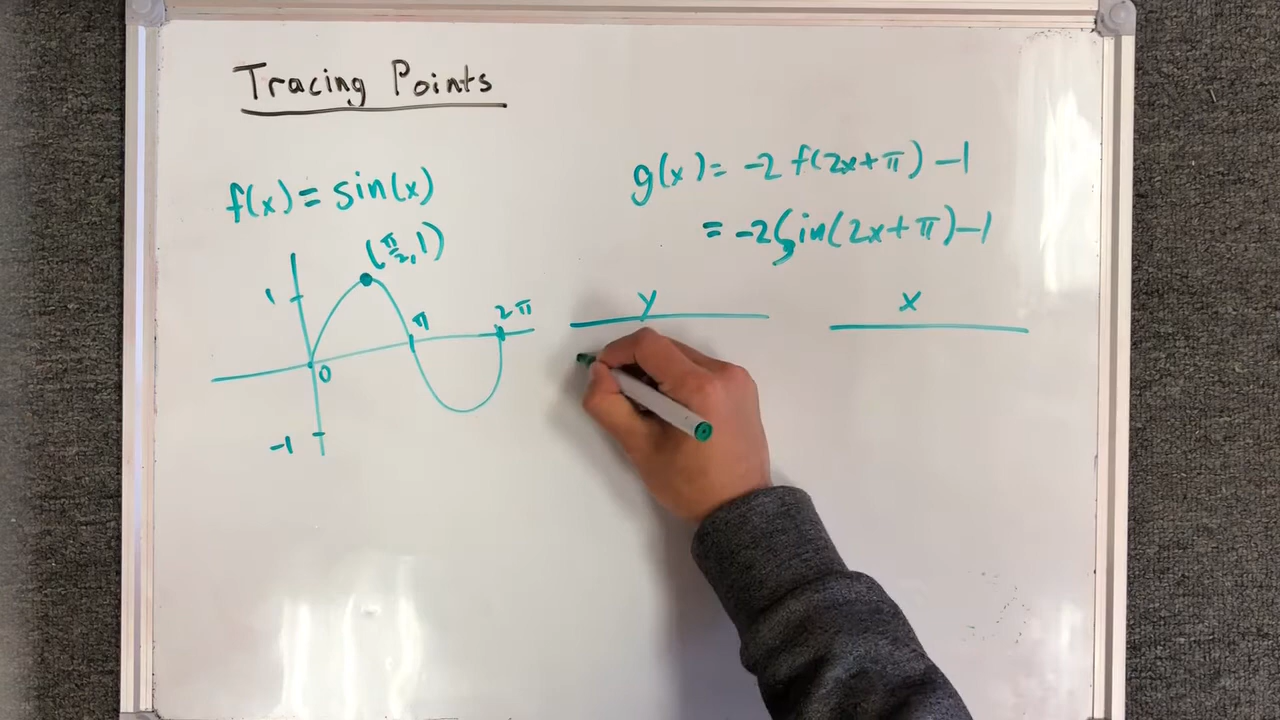 Tracing Points
f(x) = sin(x)
g(x) = -2 f(2x+π) -1
= -2 Sin(2x+π) -1
(π/2, 1)
1
π
2π
0
-1
y
x